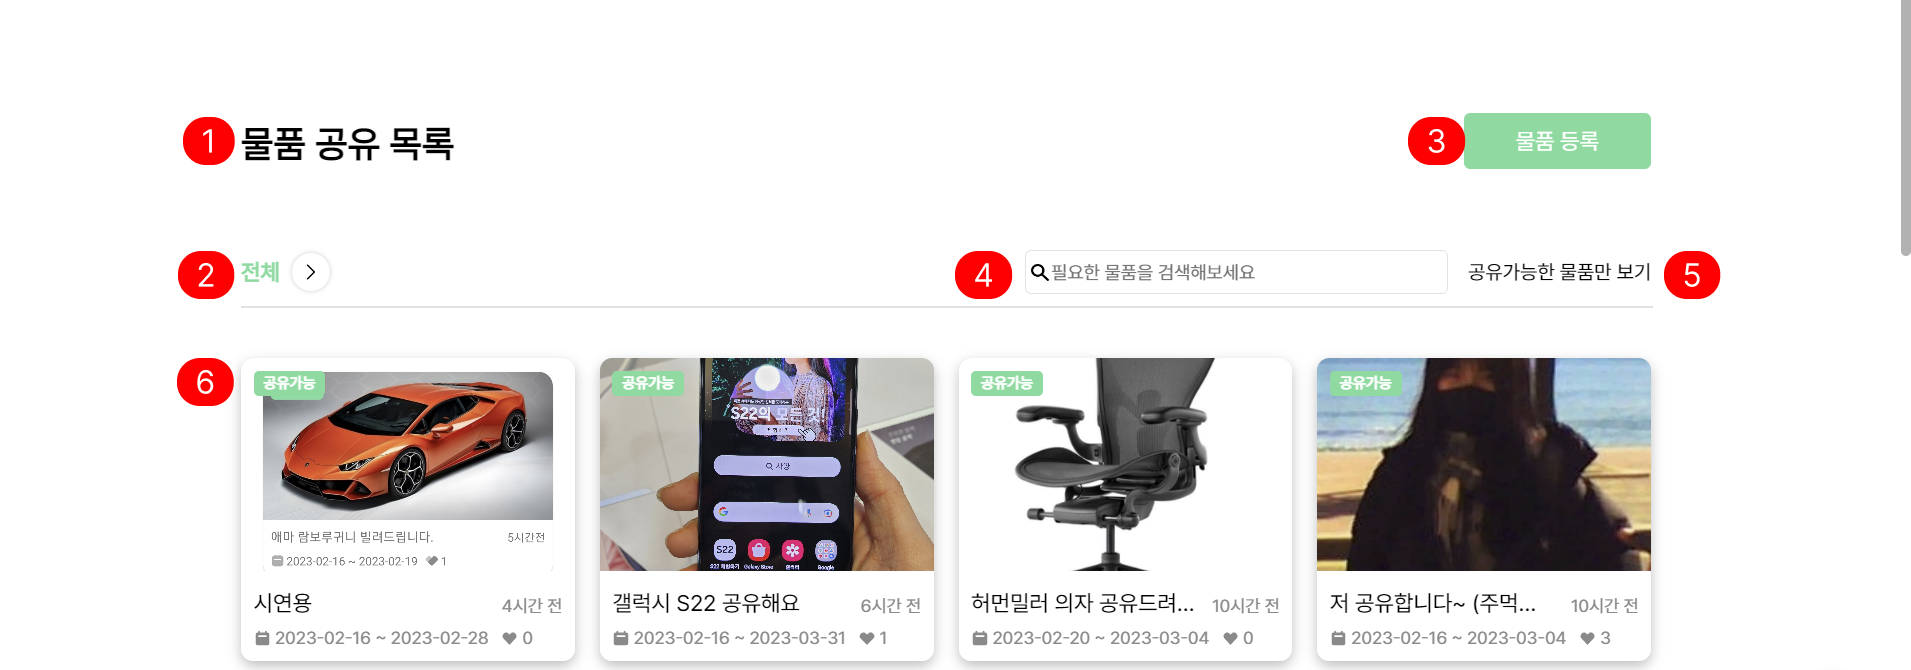 1 물품 공유 목록
3 물품 등록
2 전체
4 필요한 물품을 검색해보세요
공유가능한 물품만 보기 5
6
공유가능
애마 람보루귀니 빌려드립니다. 5시간전
2023-02-16 ~ 2023-02-19 1
시연용 4시간 전
2023-02-16 ~ 2023-02-28 0
공유가능
S22의 모든 것!
사양
S22
Galaxy Store
Google
갤럭시 S22 공유해요 6시간 전
2023-02-16 ~ 2023-03-31 1
공유가능
허먼밀러 의자 공유드려... 10시간 전
2023-02-20 ~ 2023-03-04 0
공유가능
저 공유합니다~ (주먹... 10시간 전
2023-02-16 ~ 2023-03-04 3